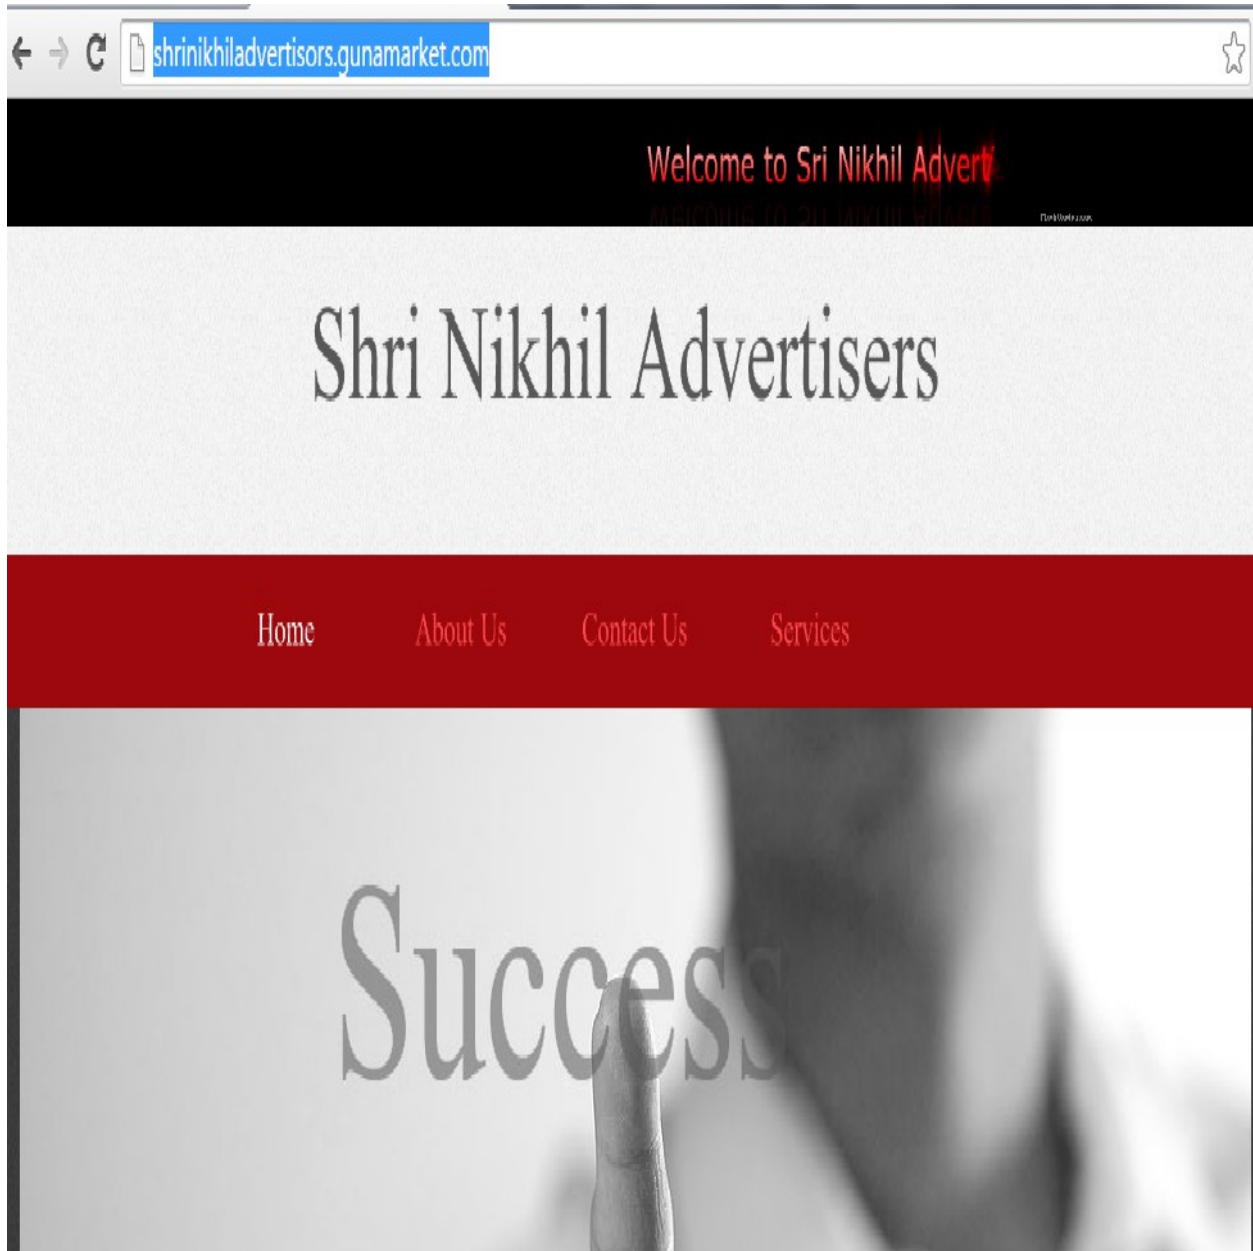 shrinikhiladvertisors.gunamarket.com
Welcome to Sri Nikhil Advert
Shri Nikhil Advertisers
Home About Us Contact Us Services
Success